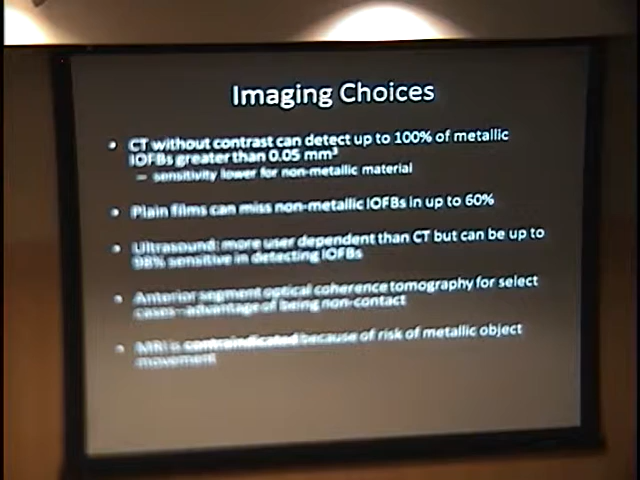 Imaging Choices
• CT without contrast can detect up to 100% of metallic
IOFBs greater than 0.05 mm³
– sensitivity lower for non-metallic material
• Plain films can miss non-metallic IOFBs in up to 60%
• Ultrasound: more user dependent than CT but can be up to
98% sensitive in detecting IOFBs
• Anterior segment optical coherence tomography for select
cases—advantage of being non-contact
• MRI is contraindicated because of risk of metallic object
movement